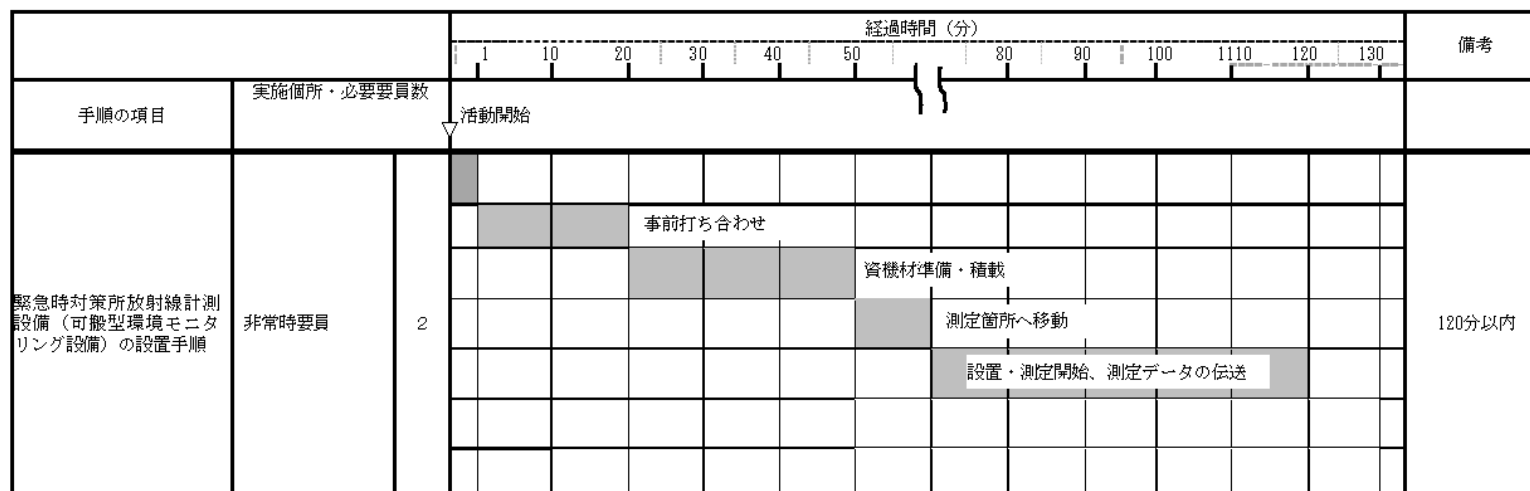 経過時間（分）
備考
1 10 20 30 40 50 80 90 100 1110 120 130
実施個所・必要要員数
手順の項目
活動開始
事前打ち合わせ
資機材準備・積載
緊急時対策所放射線計測
設備（可搬型環境モニタ
リング設備）の設置手順
非常時要員
2
測定箇所へ移動
120分以内
設置・測定開始、測定データの伝送